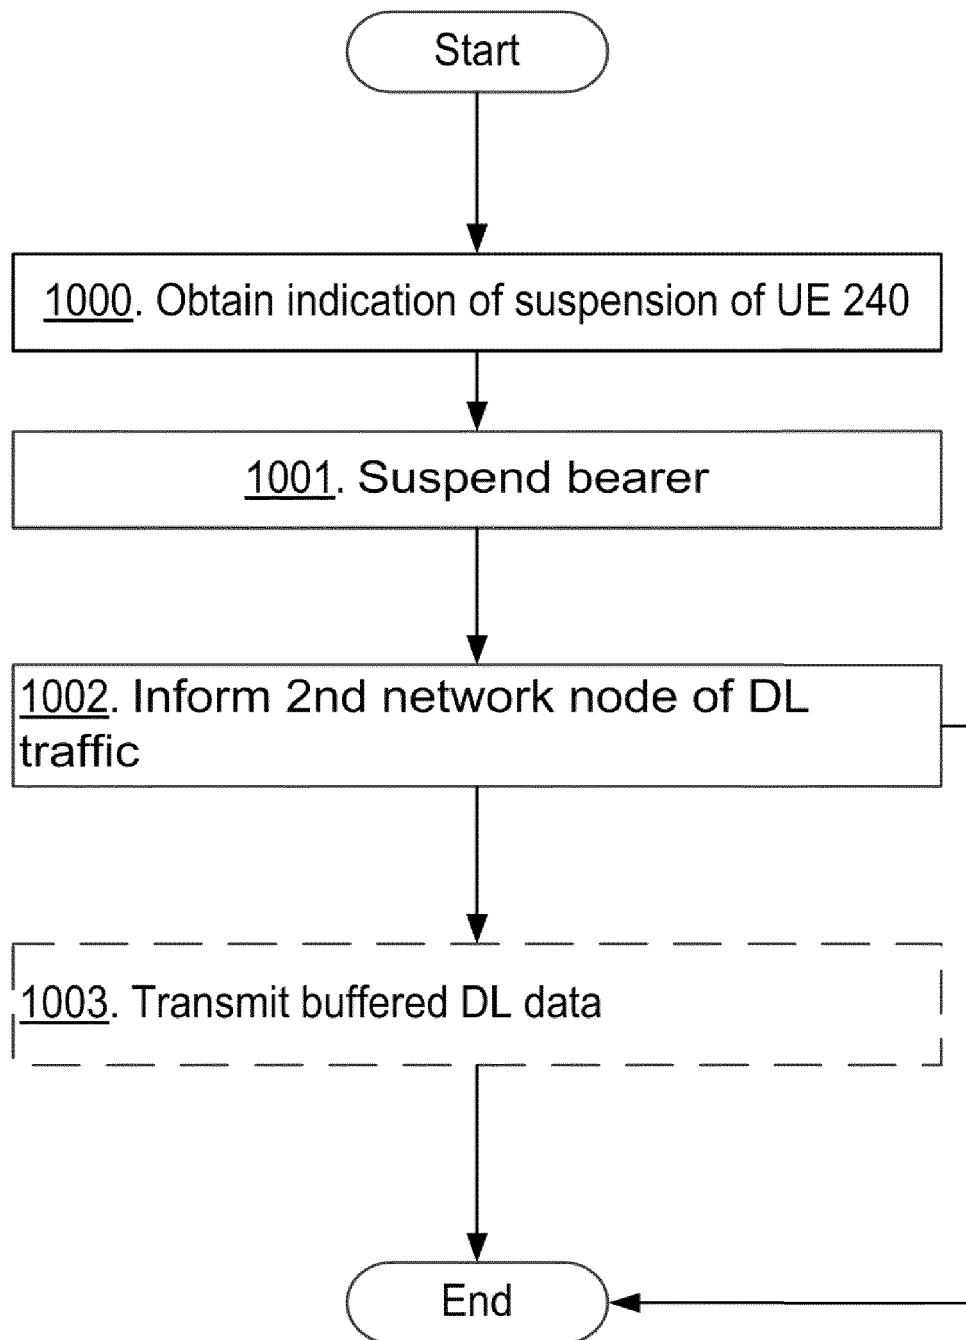 Start
1000. Obtain indication of suspension of UE 240
1001. Suspend bearer
1002. Inform 2nd network node of DL
traffic
1003. Transmit buffered DL data
End